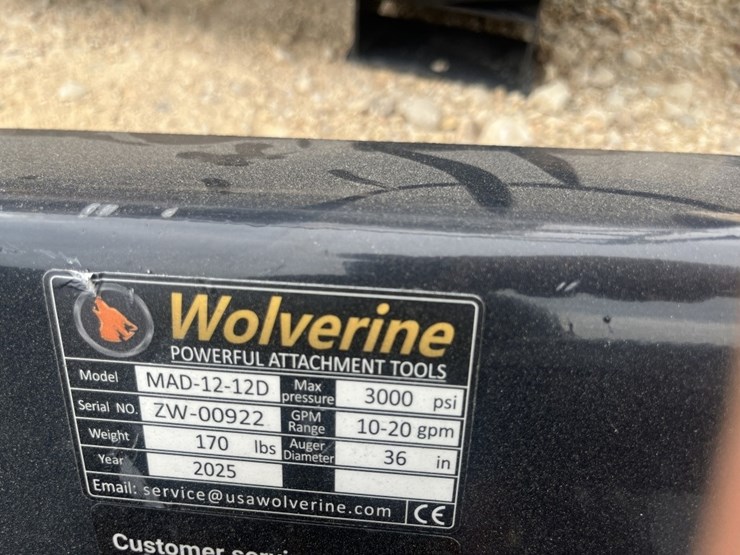 Wolverine
POWERFUL ATTACHMENT TOOLS
Model MAD-12-12D Max pressure 3000 psi
Serial NO. ZW-00922 GPM Range 10-20 gpm
Weight 170 lbs Auger Diameter 36 in
Year 2025
Email: service@usawolverine.com CE
Customer